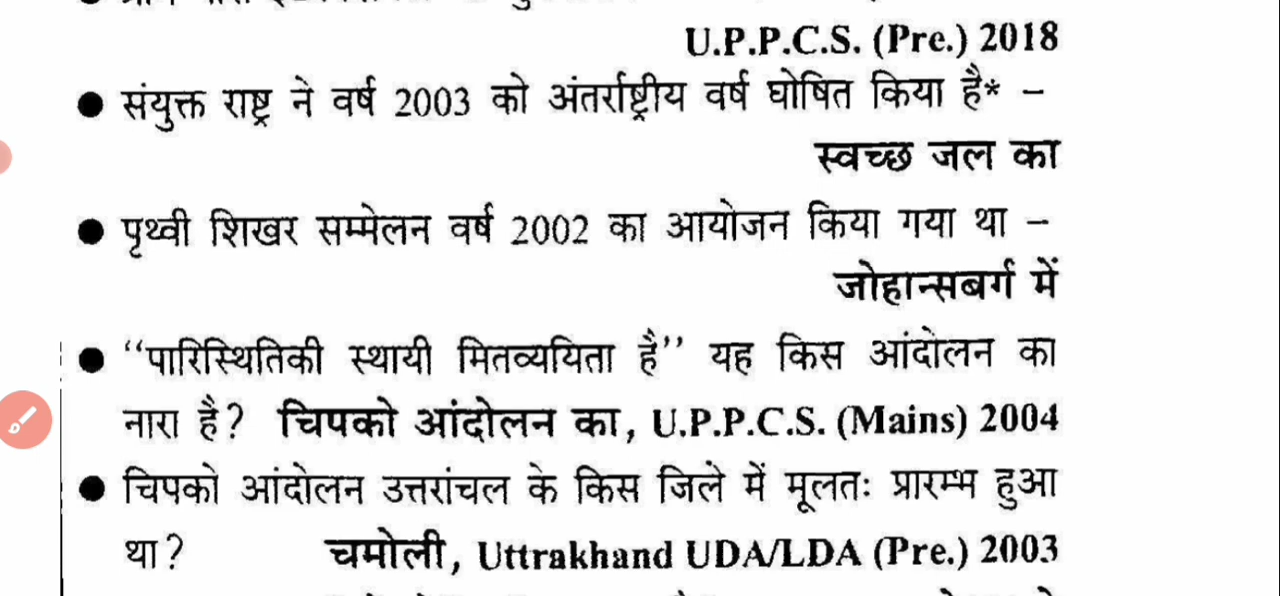 U.P.P.C.S. (Pre.) 2018
● संयुक्त राष्ट्र ने वर्ष 2003 को अंतर्राष्ट्रीय वर्ष घोषित किया है* –
स्वच्छ जल का
● पृथ्वी शिखर सम्मेलन वर्ष 2002 का आयोजन किया गया था –
जोहान्सबर्ग में
● ‘‘पारिस्थितिकी स्थायी मितव्ययिता है’’ यह किस आंदोलन का
नारा है? चिपको आंदोलन का, U.P.P.C.S. (Mains) 2004
● चिपको आंदोलन उत्तरांचल के किस जिले में मूलतः प्रारम्भ हुआ
था? चमोली, Uttrakhand UDA/LDA (Pre.) 2003